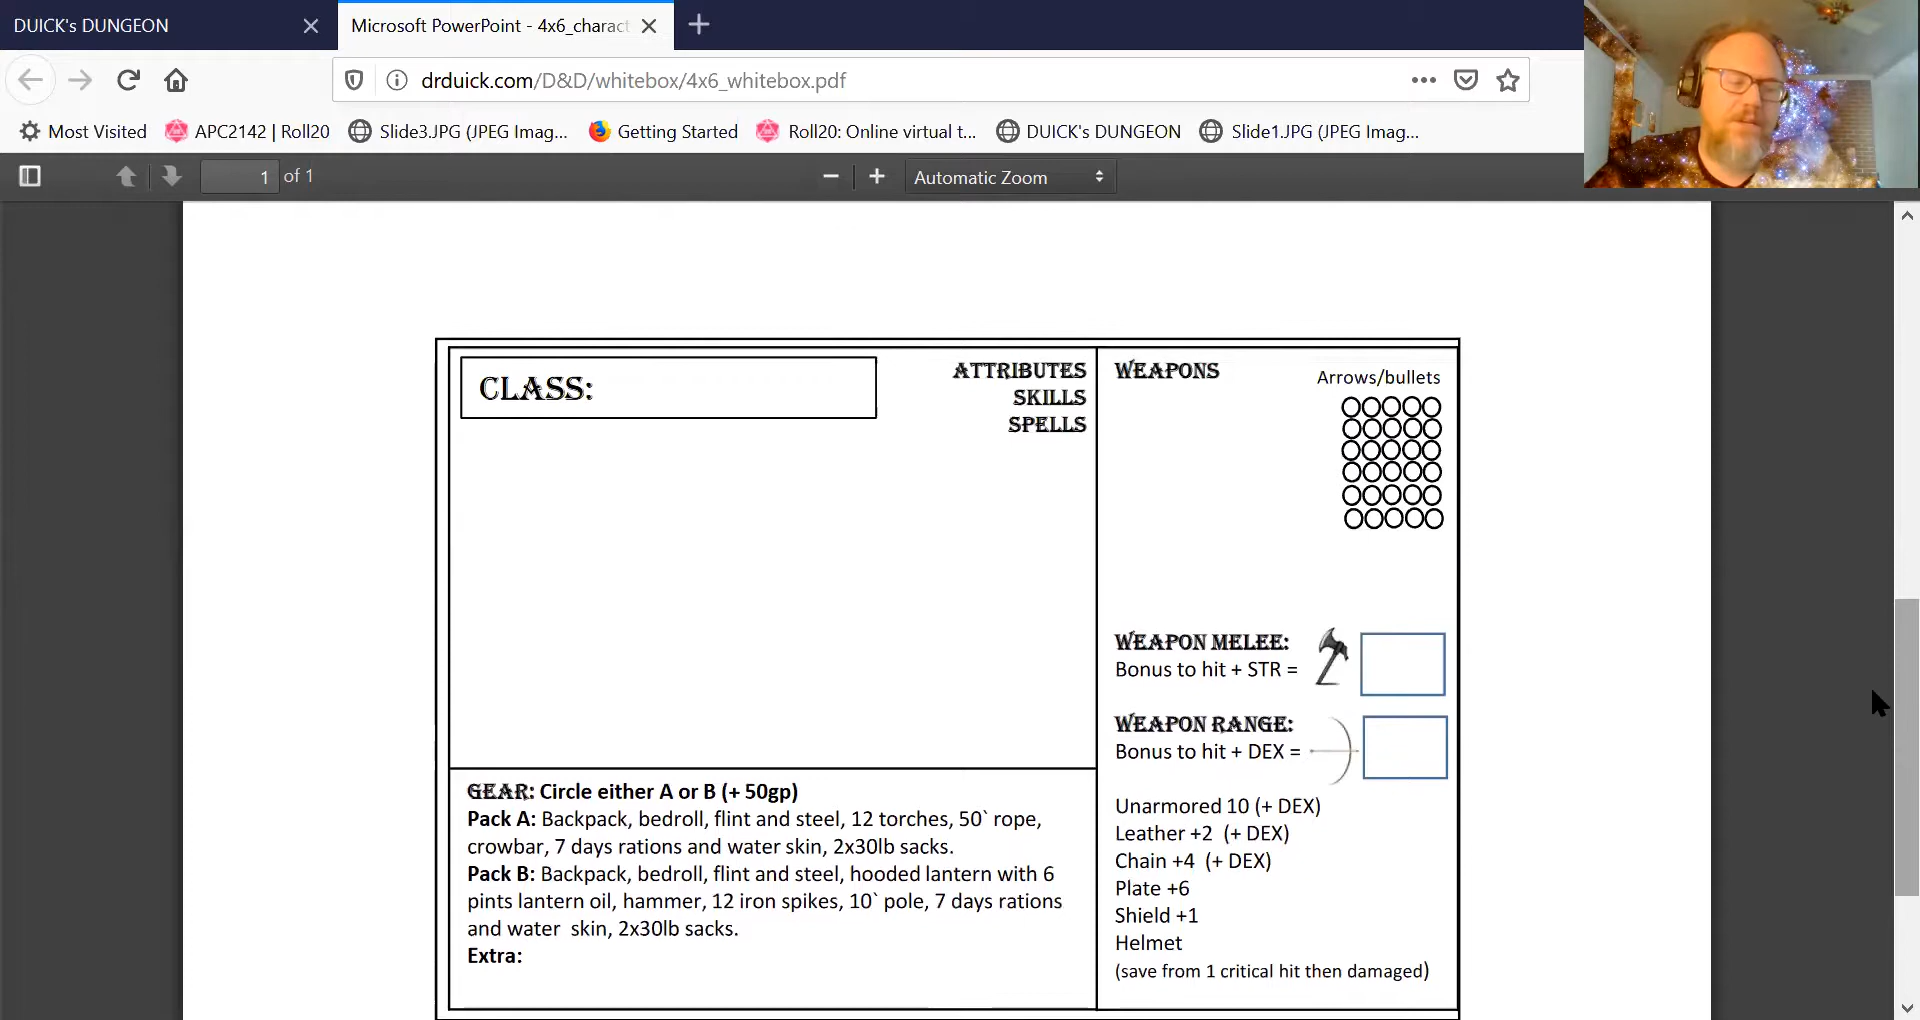 DUICK's DUNGEON
Microsoft PowerPoint - 4x6_charact
drduick.com/D&D/whitebox/4x6_whitebox.pdf
Most Visited
APC2142 | Roll20
Slide3.JPG (JPEG Imag...
Getting Started
Roll20: Online virtual t...
DUICK's DUNGEON
Slide1.JPG (JPEG Imag...
1 of 1
Automatic Zoom
CLASS:
ATTRIBUTES
SKILLS
SPELLS
GEAR: Circle either A or B (+ 50gp)
Pack A: Backpack, bedroll, flint and steel, 12 torches, 50` rope,
crowbar, 7 days rations and water skin, 2x30lb sacks.
Pack B: Backpack, bedroll, flint and steel, hooded lantern with 6
pints lantern oil, hammer, 12 iron spikes, 10` pole, 7 days rations
and water skin, 2x30lb sacks.
Extra:
WEAPONS
Arrows/bullets
WEAPON MELEE:
Bonus to hit + STR =
WEAPON RANGE:
Bonus to hit + DEX =
Unarmored 10 (+ DEX)
Leather +2 (+ DEX)
Chain +4 (+ DEX)
Plate +6
Shield +1
Helmet
(save from 1 critical hit then damaged)